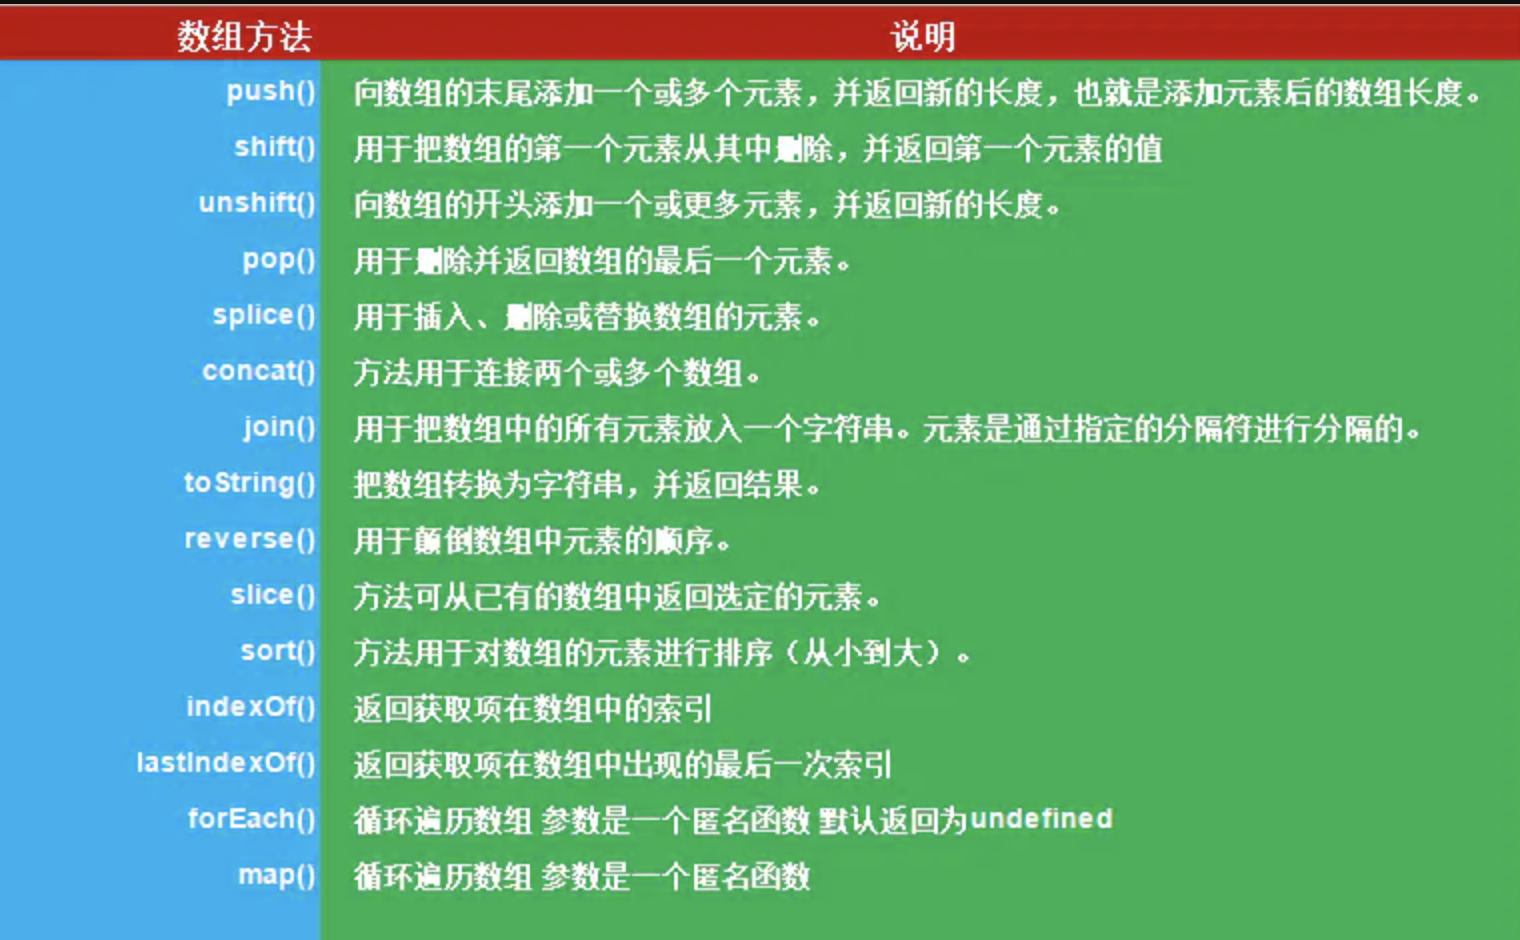 数组方法 说明
push() 向数组的末尾添加一个或多个元素，并返回新的长度，也就是添加元素后的数组长度。
shift() 用于把数组的第一个元素从其中删除，并返回第一个元素的值
unshift() 向数组的开头添加一个或更多元素，并返回新的长度。
pop() 用于删除并返回数组的最后一个元素。
splice() 用于插入、删除或替换数组的元素。
concat() 方法用于连接两个或多个数组。
join() 用于把数组中的所有元素放入一个字符串。元素是通过指定的分隔符进行分隔的。
toString() 把数组转换为字符串，并返回结果。
reverse() 用于颠倒数组中元素的顺序。
slice() 方法可从已有的数组中返回选定的元素。
sort() 方法用于对数组的元素进行排序（从小到大）。
indexOf() 返回获取项在数组中的索引
lastIndexOf() 返回获取项在数组中出现的最后一次索引
forEach() 循环遍历数组 参数是一个匿名函数 默认返回为undefined
map() 循环遍历数组 参数是一个匿名函数